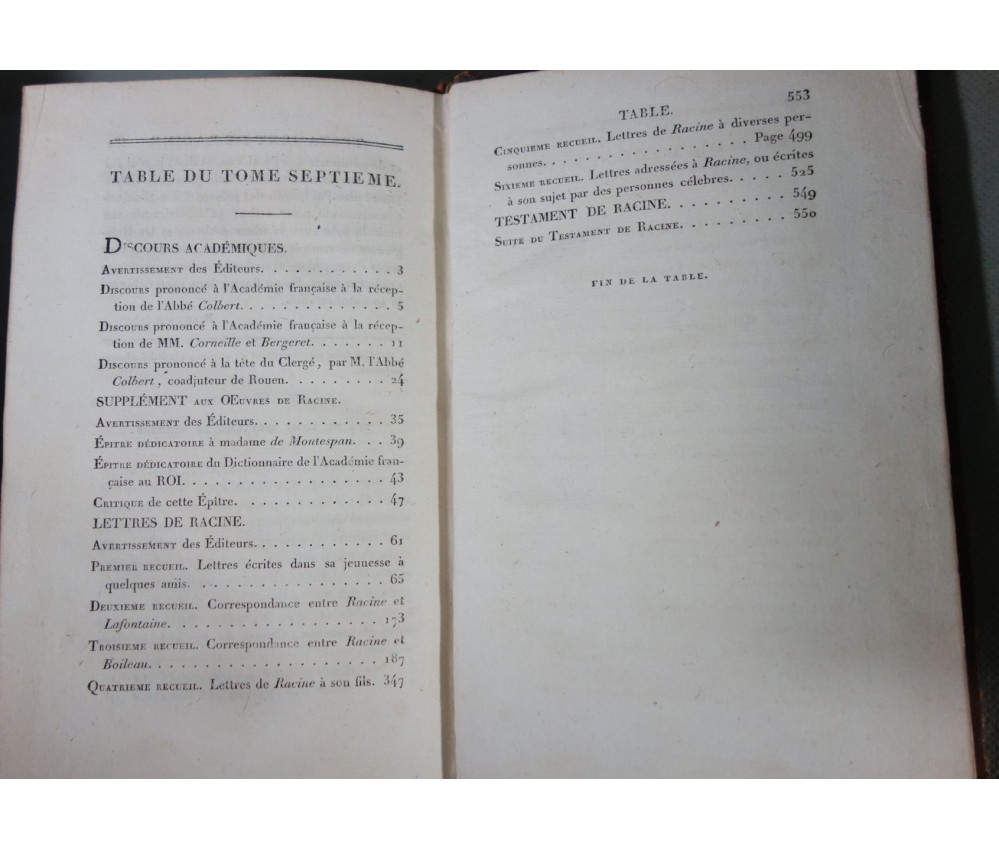 TABLE DU TOME SEPTIEME.
DISCOURS ACADÉMIQUES.
AVERTISSEMENT des Éditeurs. . . . . . . . . . . . 3
DISCOURS prononcé à l'Académie française à la récep-
tion de l'Abbé Colbert. . . . . . . . . . . . . 5
DISCOURS prononcé à l'Académie française à la récep-
tion de MM. Corneille et Bergeret. . . . . . . 11
DISCOURS prononcé à la tête du Clergé, par M. l'Abbé
Colbert, coadjuteur de Rouen. . . . . . . . . 24
SUPPLÉMENT AUX OEUVRES DE RACINE.
AVERTISSEMENT des Éditeurs. . . . . . . . . . . . 35
ÉPITRE DÉDICATOIRE à madame de Montespan. . . . 39
ÉPITRE DÉDICATOIRE du Dictionnaire de l'Académie fran-
çaise au ROI. . . . . . . . . . . . . . . . . 43
CRITIQUE de cette Épître. . . . . . . . . . . . . 47
LETTRES DE RACINE.
AVERTISSEMENT des Éditeurs. . . . . . . . . . . . 61
PREMIER RECUEIL. Lettres écrites dans sa jeunesse à
quelques amis. . . . . . . . . . . . . . . . . 65
DEUXIEME RECUEIL. Correspondance entre Racine et
Lafontaine. . . . . . . . . . . . . . . . . . 173
TROISIEME RECUEIL. Correspondance entre Racine et
Boileau. . . . . . . . . . . . . . . . . . . 187
QUATRIEME RECUEIL. Lettres de Racine à son fils. 347
TABLE. 553
CINQUIEME RECUEIL. Lettres de Racine à diverses per-
sonnes. . . . . . . . . . . . . . . Page 499
SIXIEME RECUEIL. Lettres adressées à Racine, ou écrites
à son sujet par des personnes célebres. . . . . 525
TESTAMENT DE RACINE. . . . . . . . . 549
SUITE DU TESTAMENT DE RACINE. . . . . . . . 550
FIN DE LA TABLE.